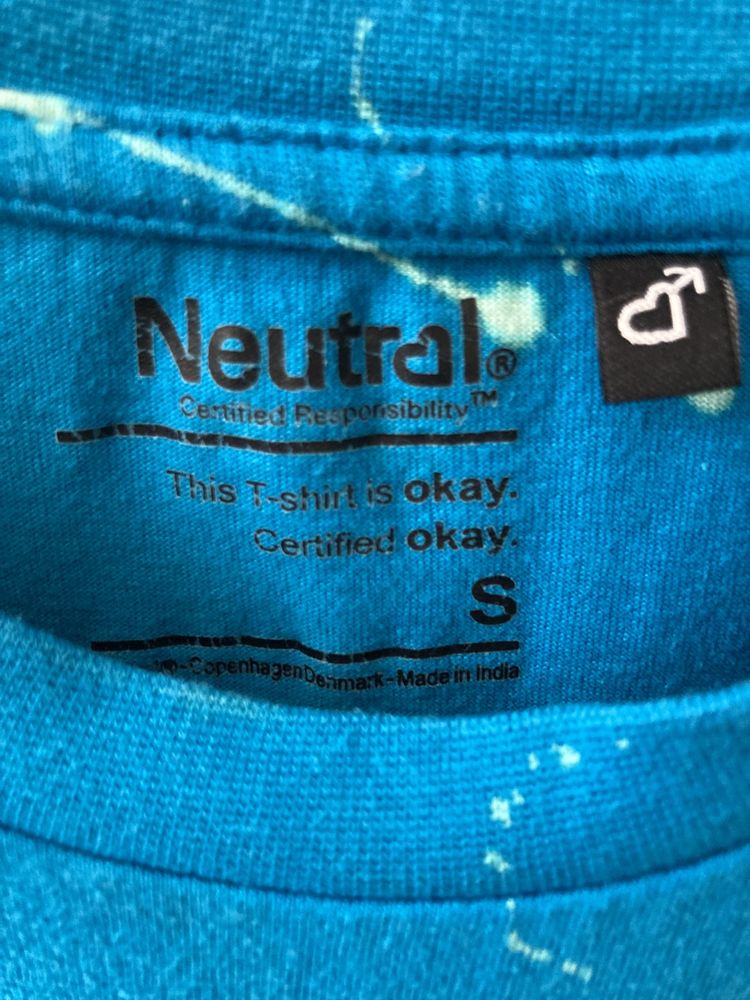 Neutral®
Certified Responsibility™
This T-shirt is okay.
Certified okay.
S
®-CopenhagenDenmark-Made in India